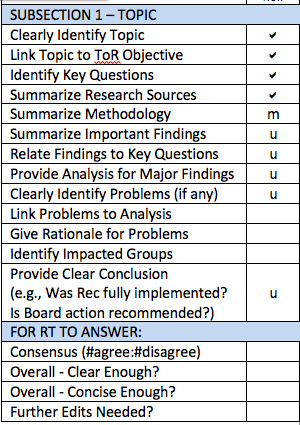 SUBSECTION 1 – TOPIC
Clearly Identify Topic ✓
Link Topic to ToR Objective ✓
Identify Key Questions ✓
Summarize Research Sources ✓
Summarize Methodology m
Summarize Important Findings u
Relate Findings to Key Questions u
Provide Analysis for Major Findings u
Clearly Identify Problems (if any) u
Link Problems to Analysis
Give Rationale for Problems
Identify Impacted Groups
Provide Clear Conclusion
(e.g., Was Rec fully implemented? u
Is Board action recommended?)
FOR RT TO ANSWER:
Consensus (#agree:#disagree)
Overall - Clear Enough?
Overall - Concise Enough?
Further Edits Needed?